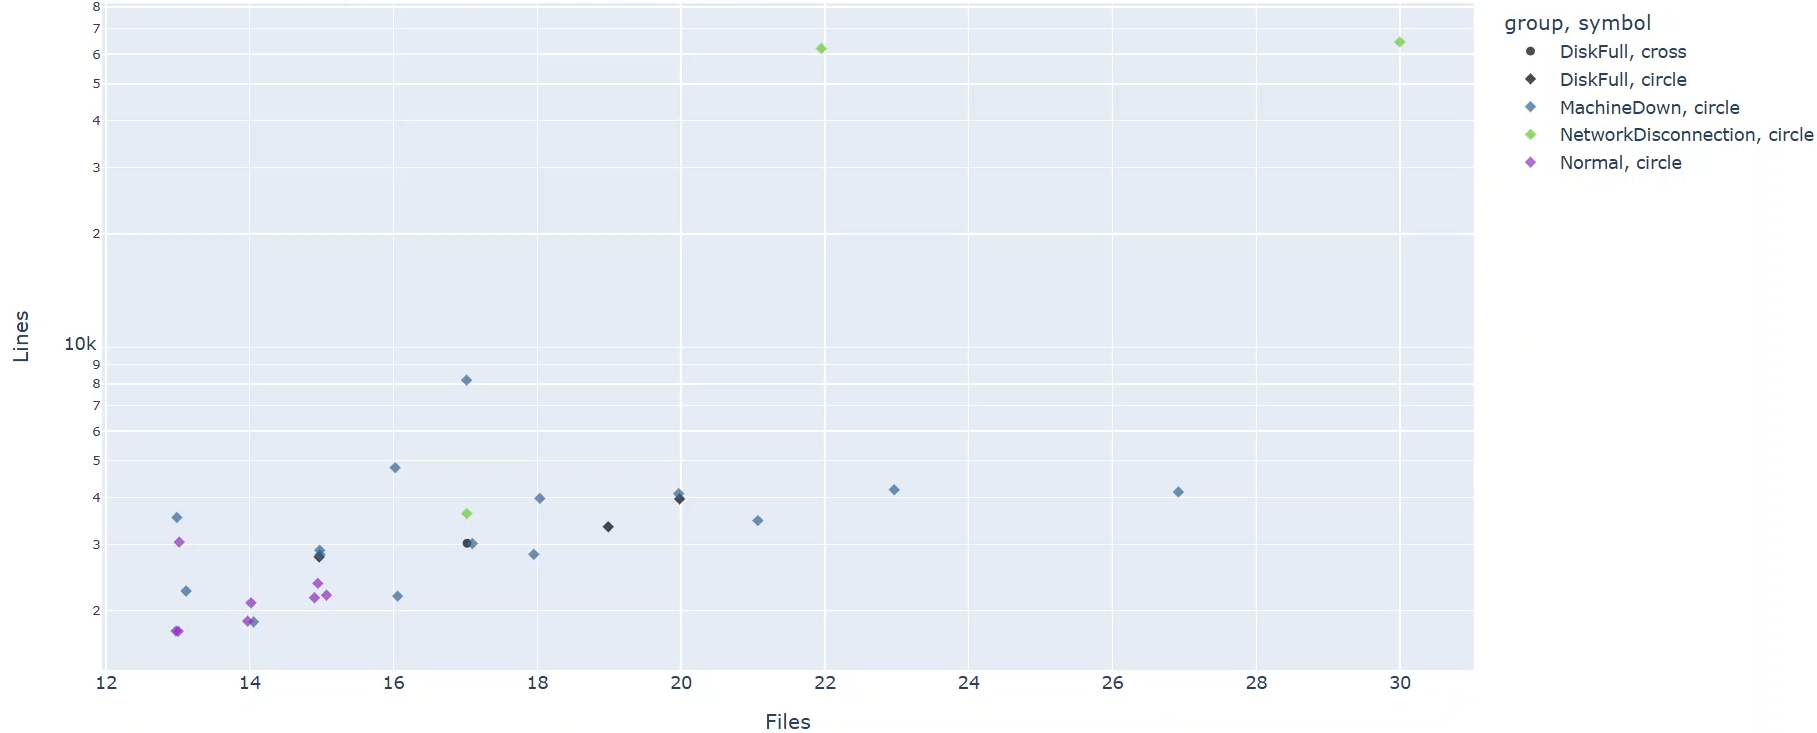 8
7
6
5
4
3
2
10k
9
8
7
6
5
4
3
2
Lines
12 14 16 18 20 22 24 26 28 30
Files
group, symbol
DiskFull, cross
DiskFull, circle
MachineDown, circle
NetworkDisconnection, circle
Normal, circle